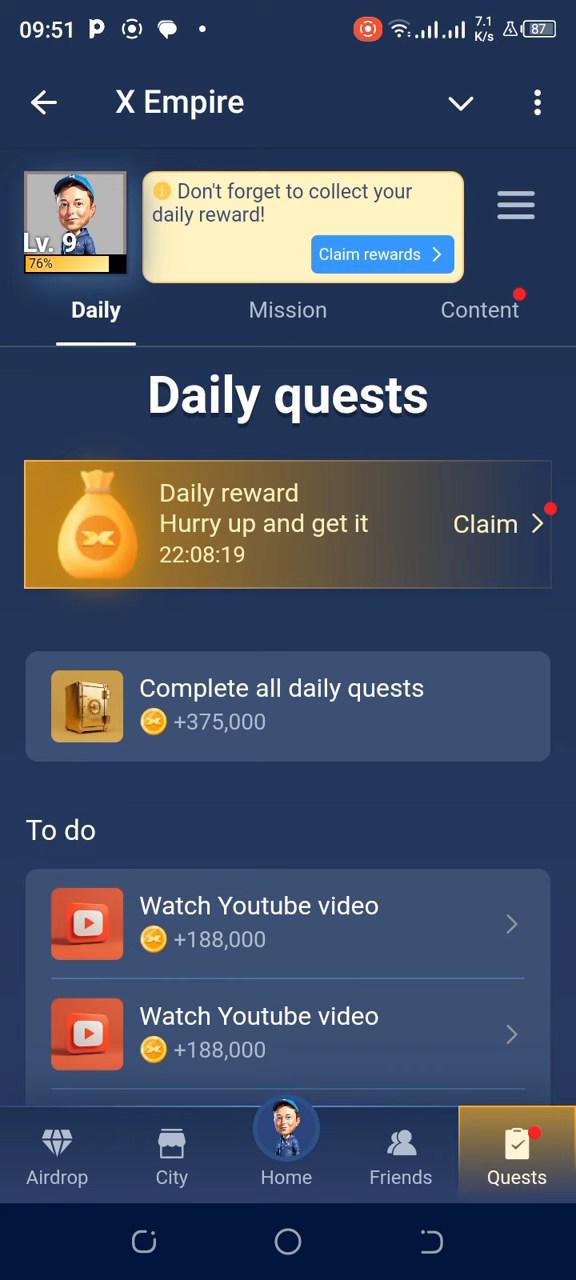 09:51
7.1
K/s
87
X Empire
Don't forget to collect your
daily reward!
Claim rewards
Lv. 9
76%
Daily
Mission
Content
Daily quests
Daily reward
Hurry up and get it
22:08:19
Claim
Complete all daily quests
+375,000
To do
Watch Youtube video
+188,000
Watch Youtube video
+188,000
Airdrop
City
Home
Friends
Quests